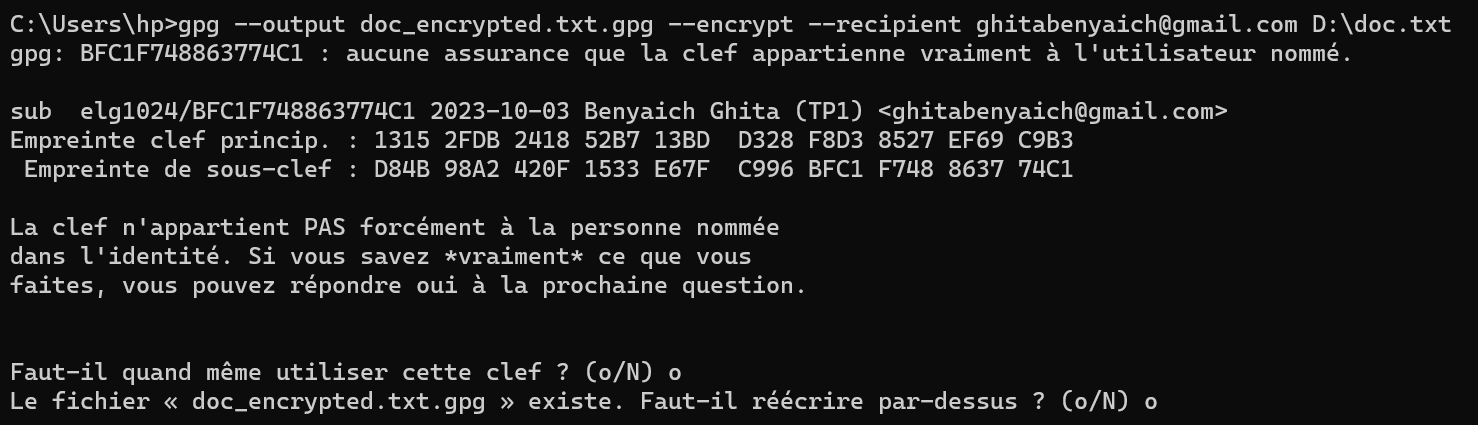 C:\Users\hp>gpg --output doc_encrypted.txt.gpg --encrypt --recipient ghitabenyaich@gmail.com D:\doc.txt
gpg: BFC1F748863774C1 : aucune assurance que la clef appartienne vraiment à l'utilisateur nommé.
sub  elg1024/BFC1F748863774C1 2023-10-03 Benyaich Ghita (TP1) <ghitabenyaich@gmail.com>
Empreinte clef princip. : 1315 2FDB 2418 52B7 13BD  D328 F8D3 8527 EF69 C9B3
 Empreinte de sous-clef : D84B 98A2 420F 1533 E67F  C996 BFC1 F748 8637 74C1
La clef n'appartient PAS forcément à la personne nommée
dans l'identité. Si vous savez *vraiment* ce que vous
faites, vous pouvez répondre oui à la prochaine question.
Faut-il quand même utiliser cette clef ? (o/N) o
Le fichier « doc_encrypted.txt.gpg » existe. Faut-il réécrire par-dessus ? (o/N) o